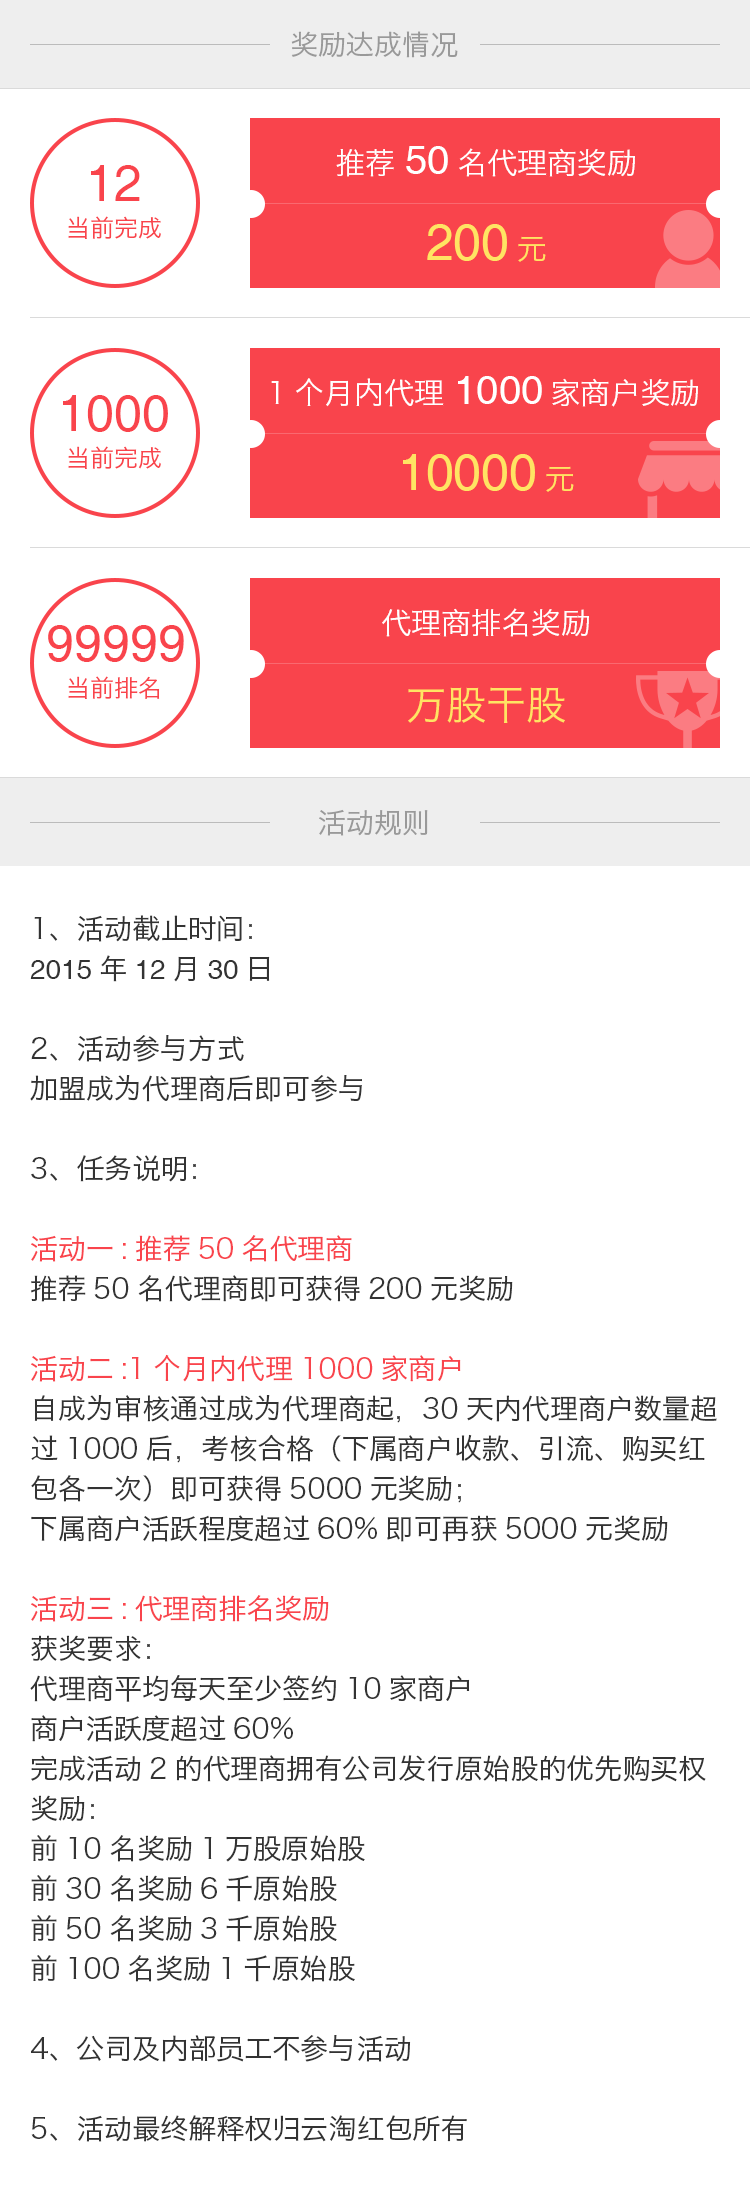 奖励达成情况
12
当前完成
推荐 50 名代理商奖励
200 元
1000
当前完成
1 个月内代理 1000 家商户奖励
10000 元
99999
当前排名
代理商排名奖励
万股干股
活动规则
1、活动截止时间：
2015 年 12 月 30 日
2、活动参与方式
加盟成为代理商后即可参与
3、任务说明：
活动一 : 推荐 50 名代理商
推荐 50 名代理商即可获得 200 元奖励
活动二 :1 个月内代理 1000 家商户
自成为审核通过成为代理商起，30 天内代理商户数量超
过 1000 后，考核合格（下属商户收款、引流、购买红
包各一次）即可获得 5000 元奖励；
下属商户活跃程度超过 60% 即可再获 5000 元奖励
活动三 : 代理商排名奖励
获奖要求：
代理商平均每天至少签约 10 家商户
商户活跃度超过 60%
完成活动 2 的代理商拥有公司发行原始股的优先购买权
奖励：
前 10 名奖励 1 万股原始股
前 30 名奖励 6 千原始股
前 50 名奖励 3 千原始股
前 100 名奖励 1 千原始股
4、公司及内部员工不参与活动
5、活动最终解释权归云淘红包所有